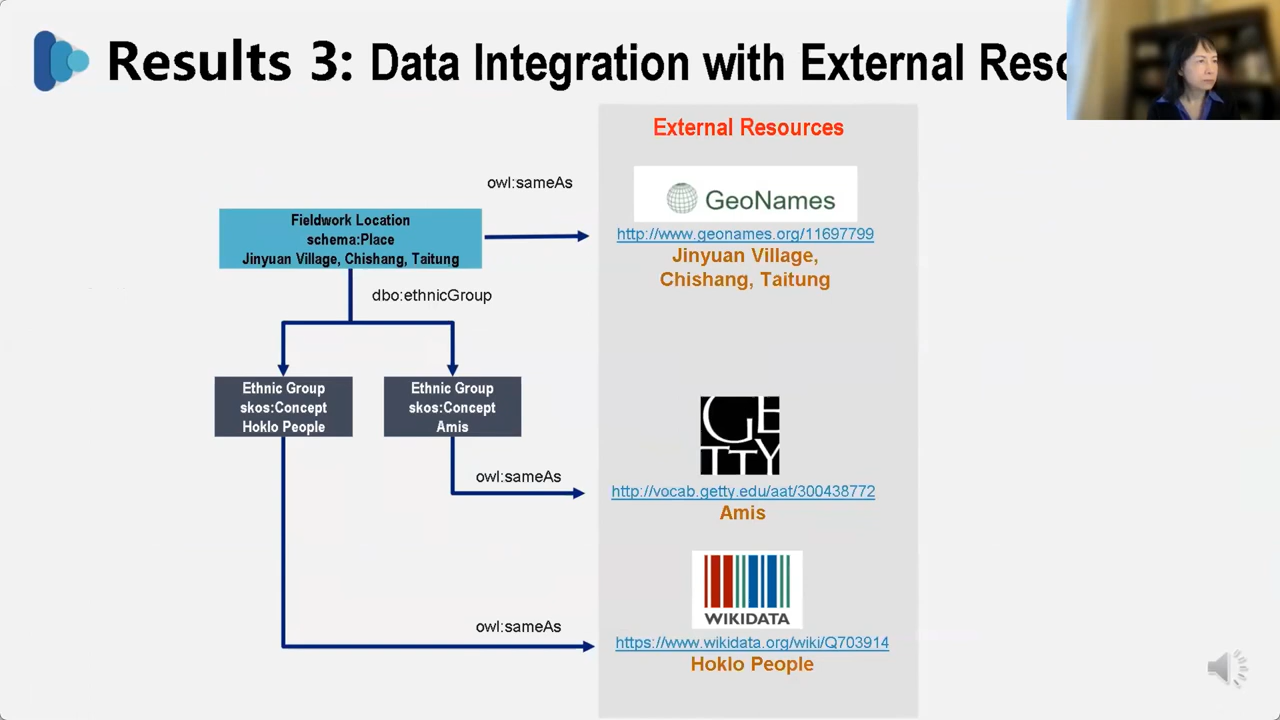 Results 3: Data Integration with External
External Resources
owl:sameAs
GeoNames
Fieldwork Location
schema:Place
Jinyuan Village, Chishang, Taitung
http://www.geonames.org/11697799
Jinyuan Village,
Chishang, Taitung
dbo:ethnicGroup
Ethnic Group
skos:Concept
Hoklo People
Ethnic Group
skos:Concept
Amis
GETTY
owl:sameAs
http://vocab.getty.edu/aat/300438772
Amis
WIKIDATA
owl:sameAs
https://www.wikidata.org/wiki/Q703914
Hoklo People